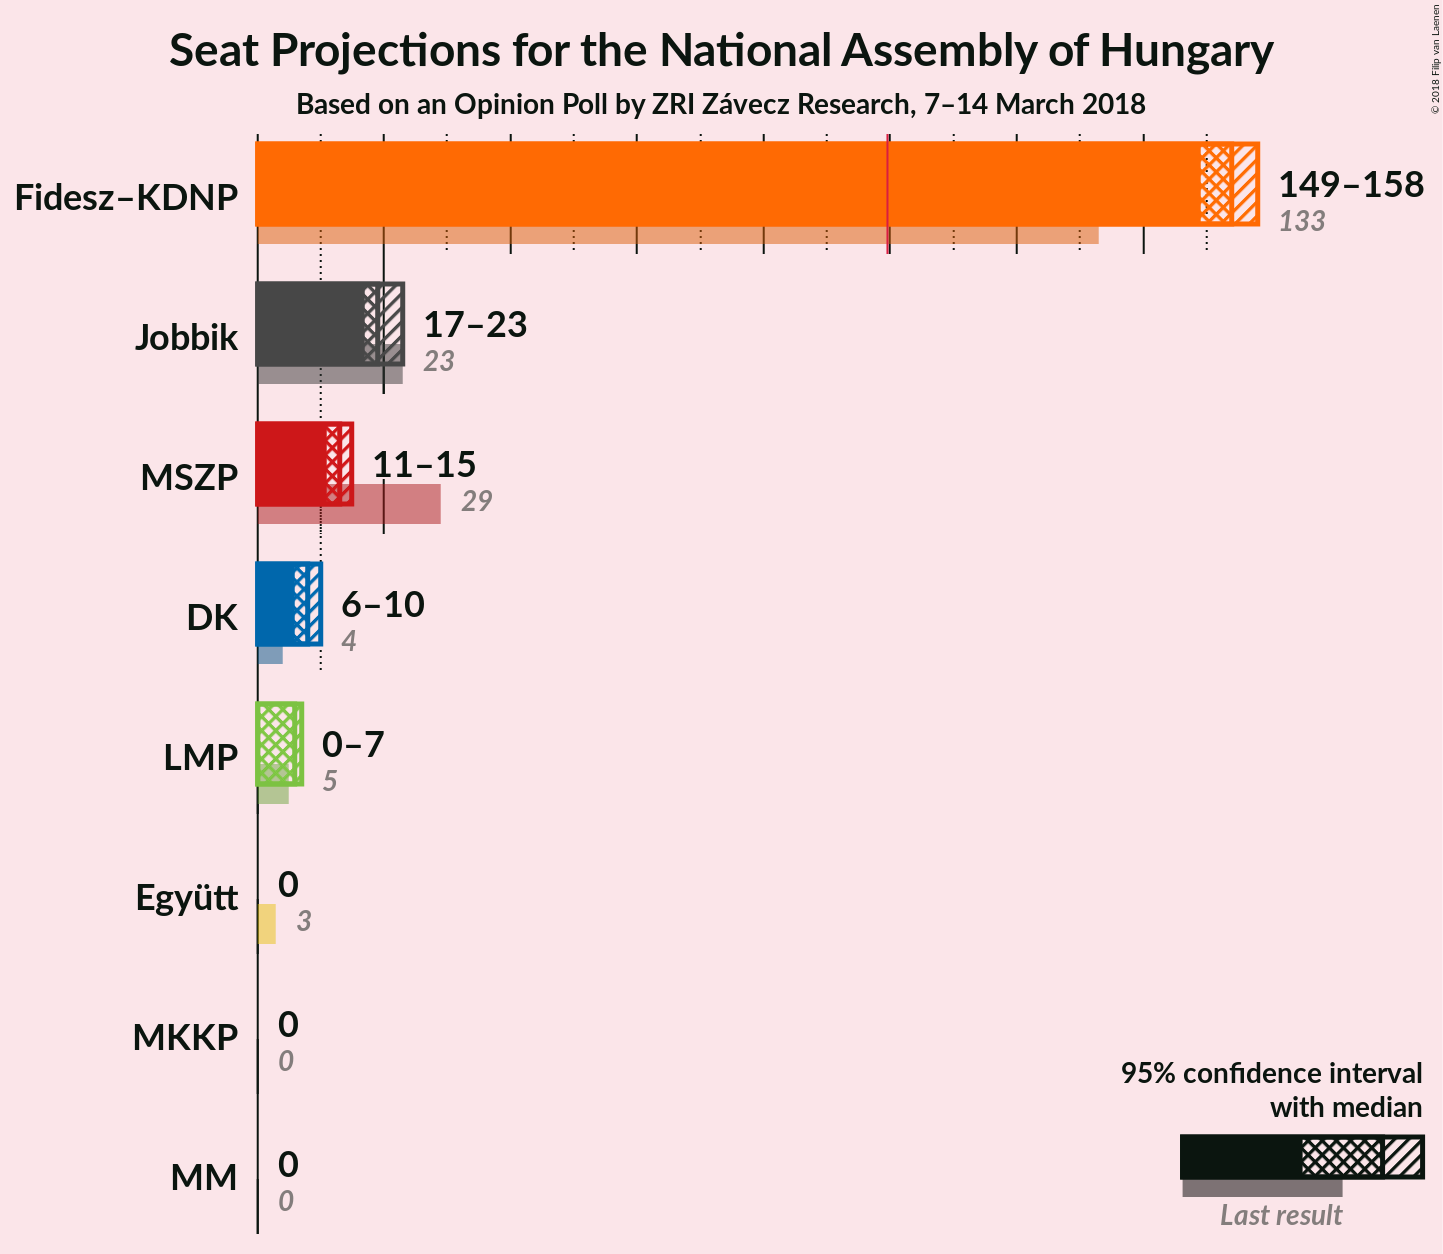 Seat Projections for the National Assembly of Hungary
Based on an Opinion Poll by ZRI Závecz Research, 7–14 March 2018
© 2018 Filip van Laenen
Fidesz–KDNP
149–158
133
Jobbik
17–23
23
MSZP
11–15
29
DK
6–10
4
LMP
0–7
5
Együtt
0
3
MKKP
0
0
MM
0
0
95% confidence interval
with median
Last result